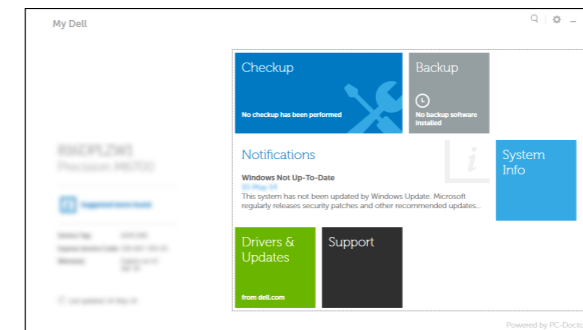 My Dell
Checkup
No checkup has been performed
Backup
No backup software
installed
Notifications
Windows Not Up-To-Date
This system has not been updated by Windows Update. Microsoft
regularly releases security patches and other recommended updates...
System
Info
Drivers &
Updates
from dell.com
Support
Powered by PC-Docto